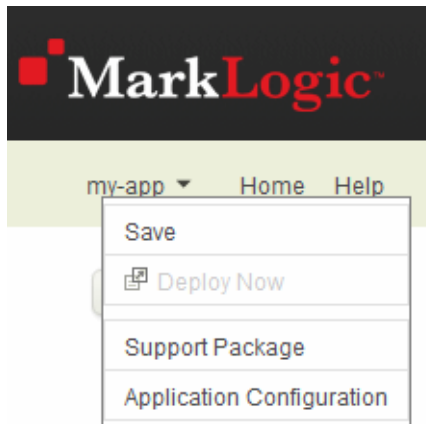 MarkLogic™
my-app Home Help
Save
Deploy Now
Support Package
Application Configuration